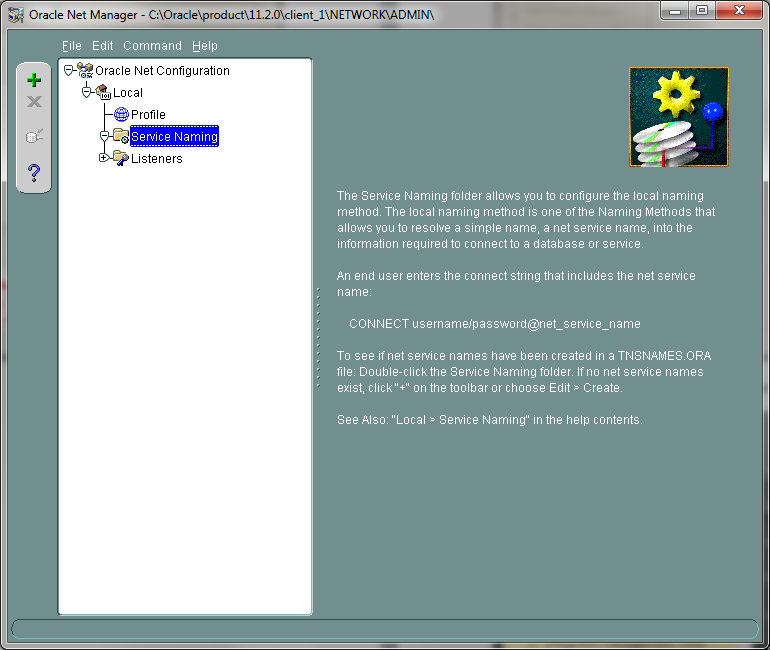 Oracle Net Manager - C:\Oracle\product\11.2.0\client_1\NETWORK\ADMIN\
File Edit Command Help
Oracle Net Configuration
Local
Profile
Service Naming
Listeners
The Service Naming folder allows you to configure the local naming
method. The local naming method is one of the Naming Methods that
allows you to resolve a simple name, a net service name, into the
information required to connect to a database or service.
An end user enters the connect string that includes the net service
name:
CONNECT username/password@net_service_name
To see if net service names have been created in a TNSNAMES.ORA
file: Double-click the Service Naming folder. If no net service names
exist, click "+" on the toolbar or choose Edit > Create.
See Also: "Local > Service Naming" in the help contents.